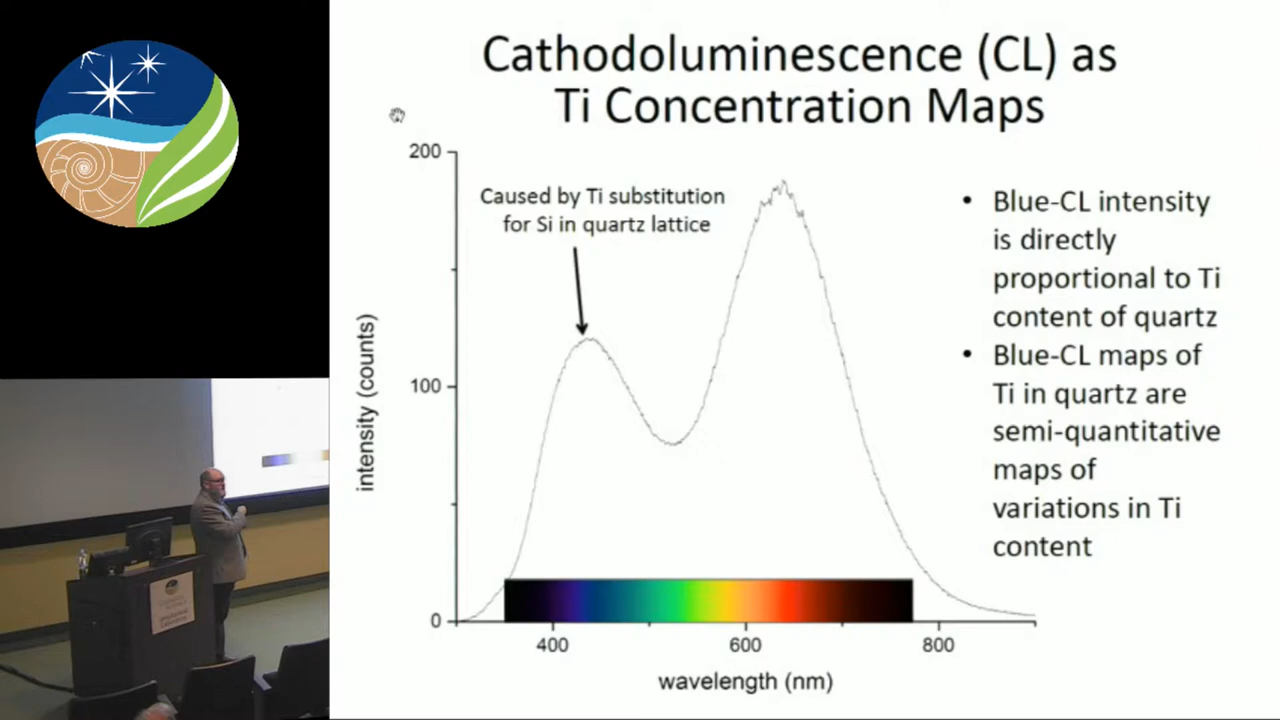 Cathodoluminescence (CL) as
Ti Concentration Maps
200
Caused by Ti substitution
for Si in quartz lattice
100
0
intensity (counts)
400
600
800
wavelength (nm)
• Blue-CL intensity
is directly
proportional to Ti
content of quartz
• Blue-CL maps of
Ti in quartz are
semi-quantitative
maps of
variations in Ti
content